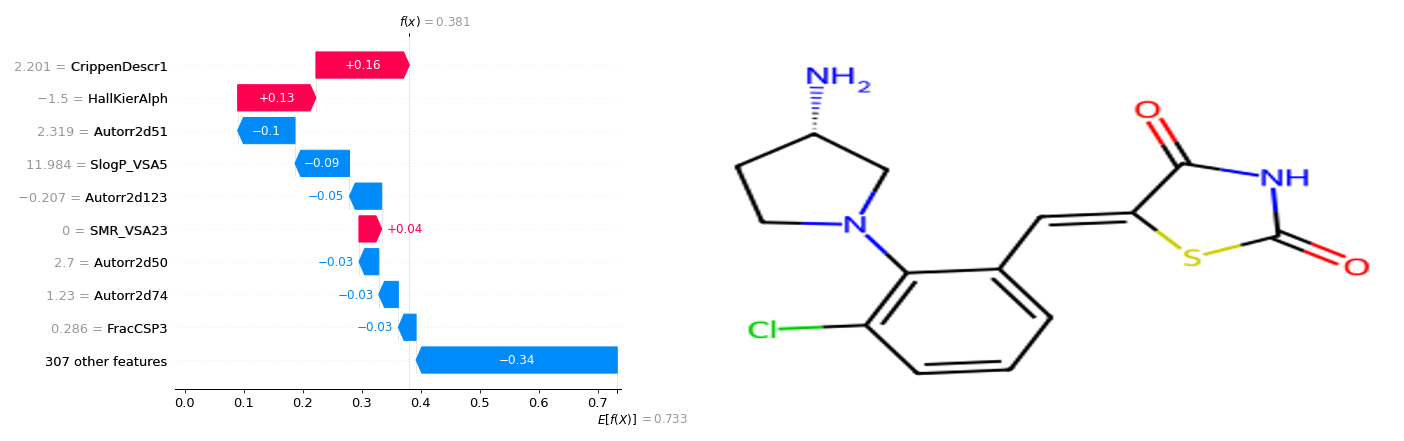 f(x) = 0.381
2.201 = CrippenDescr1
+0.16
−1.5 = HallKierAlph
+0.13
2.319 = Autorr2d51
−0.1
11.984 = SlogP_VSA5
−0.09
−0.207 = Autorr2d123
−0.05
0 = SMR_VSA23
+0.04
2.7 = Autorr2d50
−0.03
1.23 = Autorr2d74
−0.03
0.286 = FracCSP3
−0.03
307 other features
−0.34
0.0 0.1 0.2 0.3 0.4 0.5 0.6 0.7
E[f(X)] = 0.733
NH2
N
Cl
O
NH
S
O